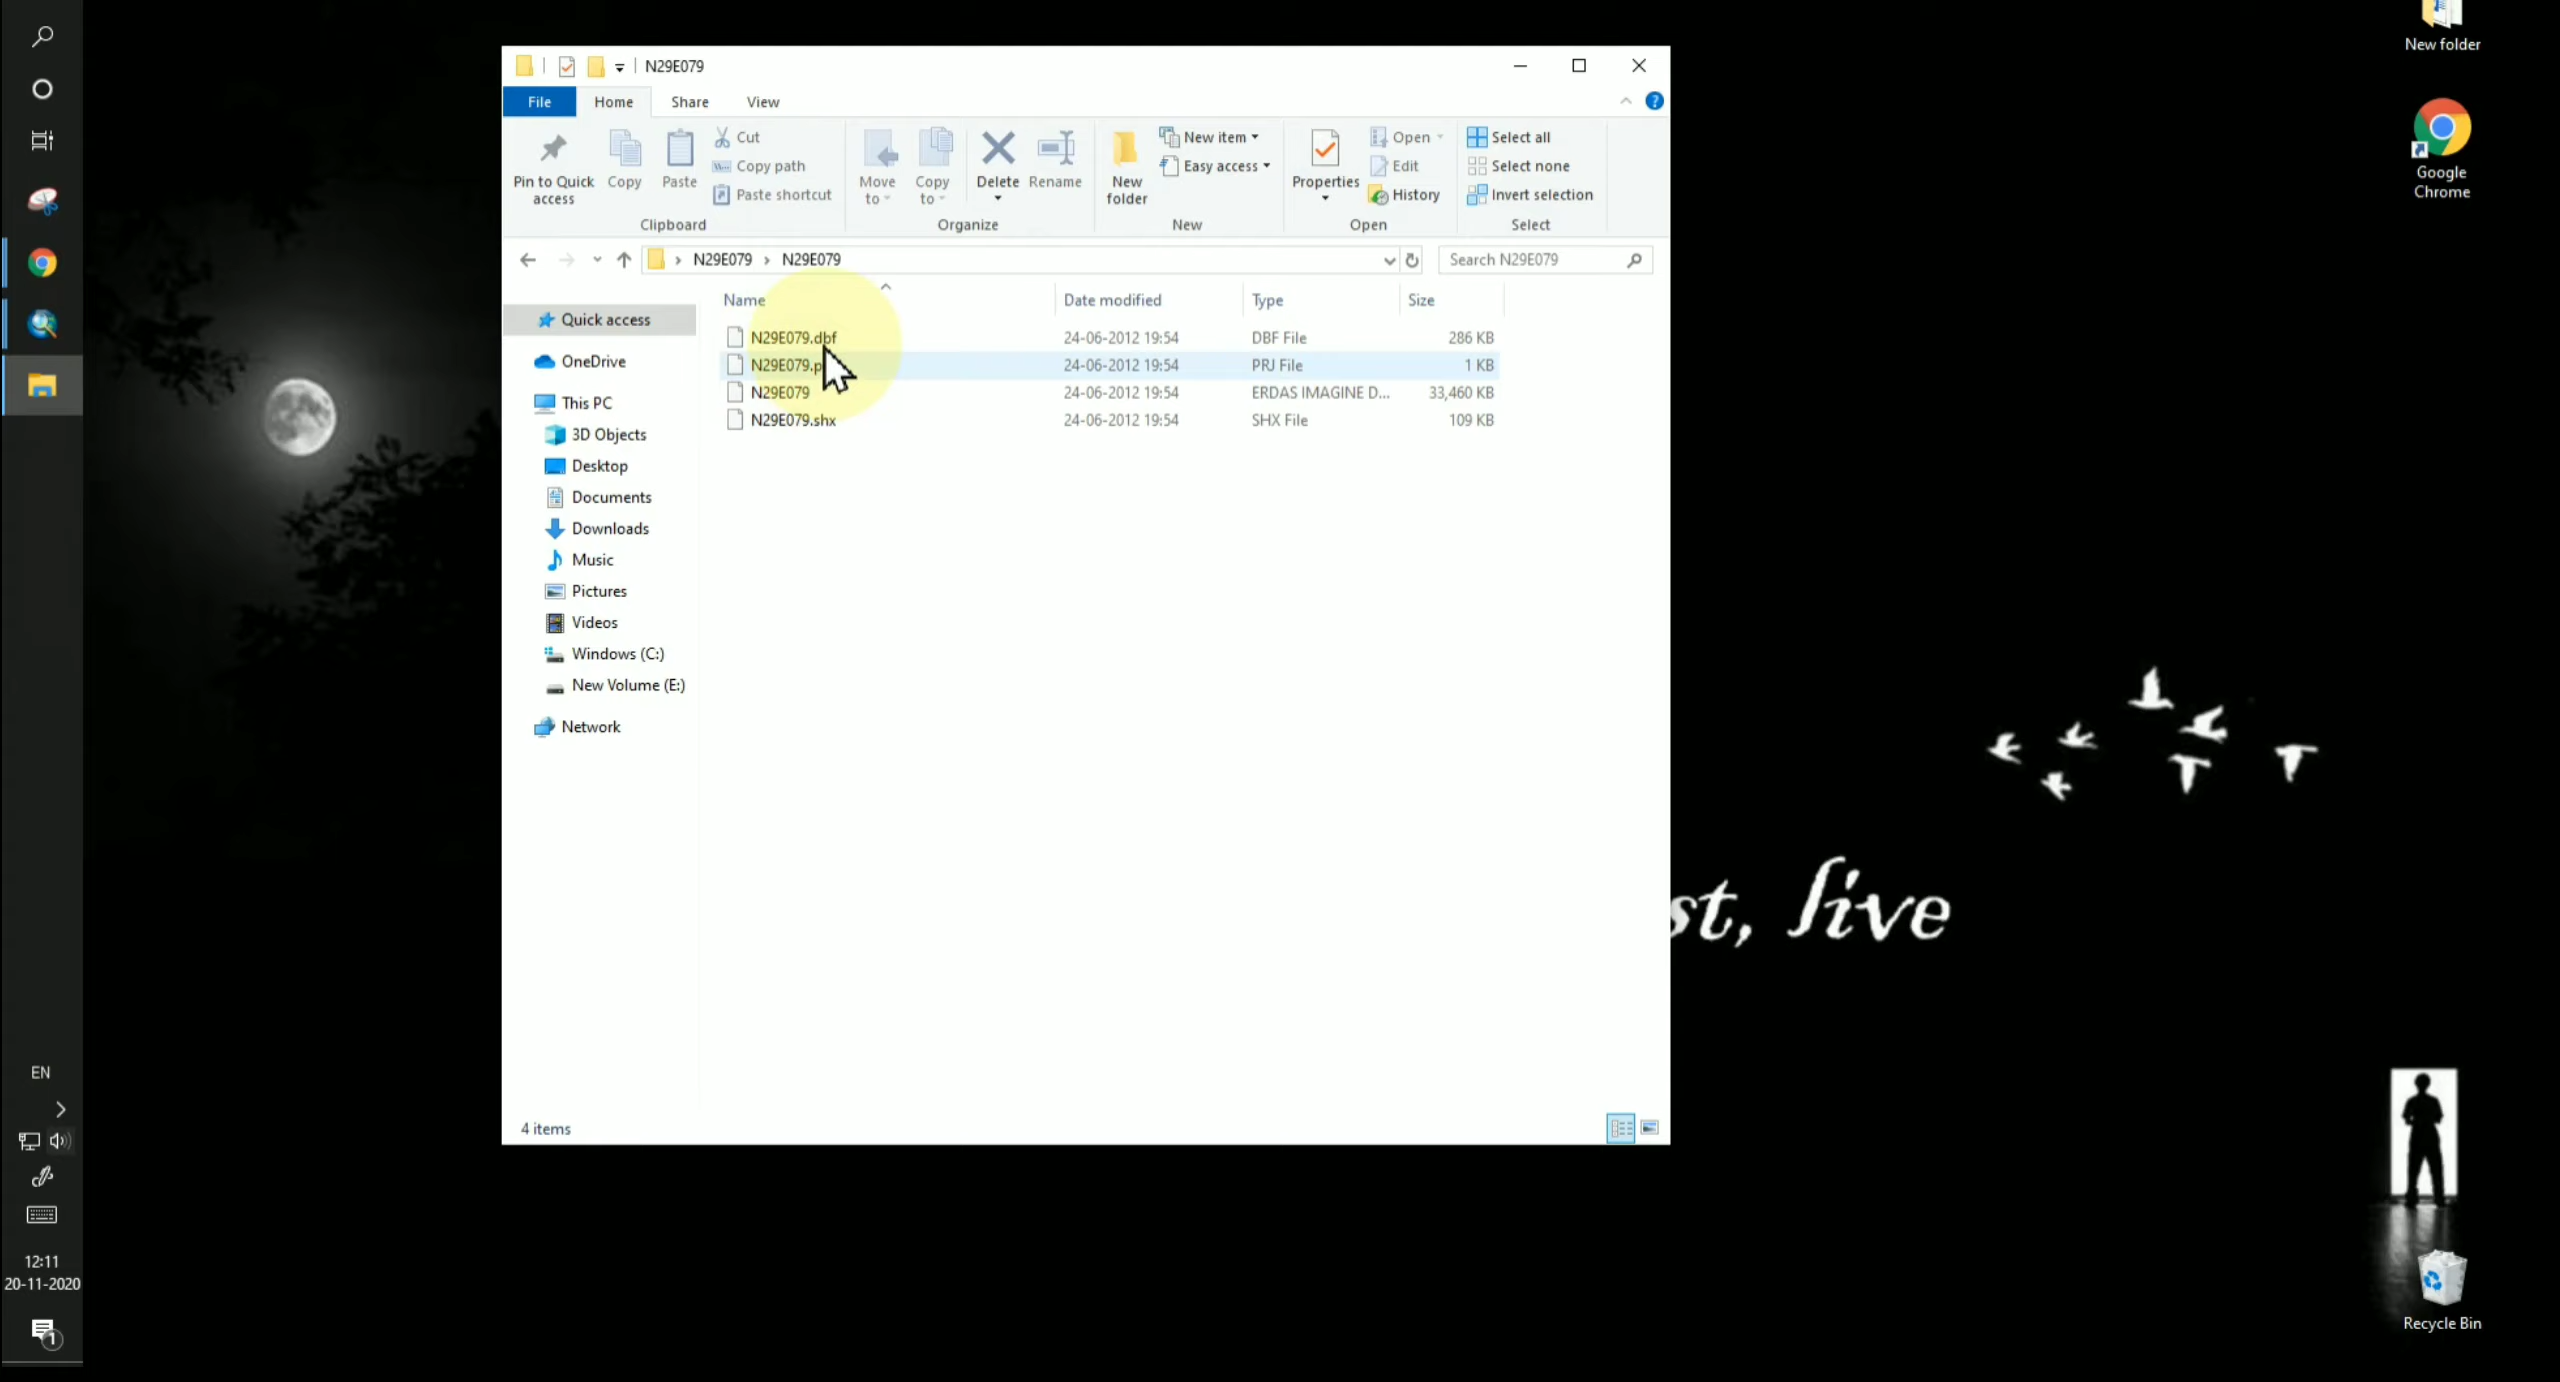 New folder
Google
Chrome
N29E079
File Home Share View
Pin to Quick
access
Copy
Paste
Cut
Copy path
Paste shortcut
Clipboard
Move
to
Copy
to
Delete
Rename
Organize
New
folder
New item
Easy access
New
Properties
Open
Edit
History
Open
Select all
Select none
Invert selection
Select
N29E079 › N29E079
Search N29E079
Name Date modified Type Size
N29E079.dbf 24-06-2012 19:54 DBF File 286 KB
N29E079.p 24-06-2012 19:54 PRJ File 1 KB
N29E079 24-06-2012 19:54 ERDAS IMAGINE D... 33,460 KB
N29E079.shx 24-06-2012 19:54 SHX File 109 KB
Quick access
OneDrive
This PC
3D Objects
Desktop
Documents
Downloads
Music
Pictures
Videos
Windows (C:)
New Volume (E:)
Network
4 items
st, live
EN
12:11
20-11-2020
1
Recycle Bin